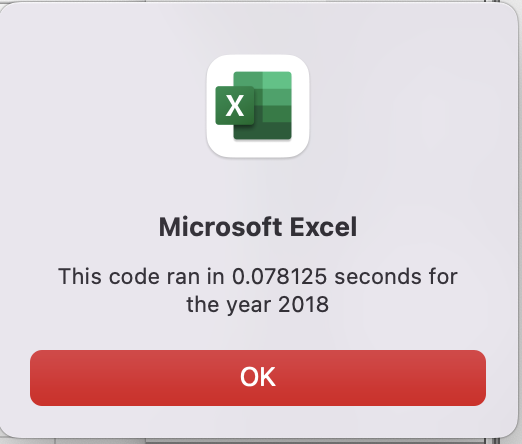 X
Microsoft Excel
This code ran in 0.078125 seconds for
the year 2018
OK